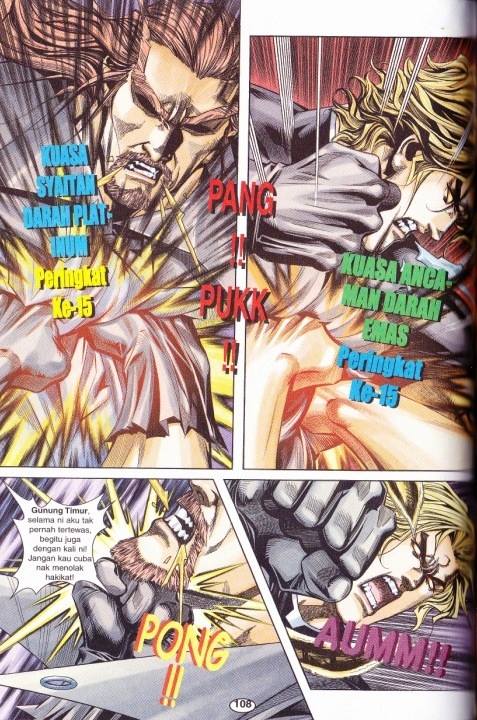 KUASA
SYAITAN
DARAH PLAT-
INUM
Peringkat
Ke-15
PANG
!!
PUKK
!!
KUASA ANCA-
MAN DARAH
EMAS
Peringkat
Ke-15
Gunung Timur,
selama ni aku tak
pernah tertewas,
begitu juga
dengan kali ni!
Jangan kau cuba
nak menolak
hakikat!
PONG
!!
AUMM!!
108